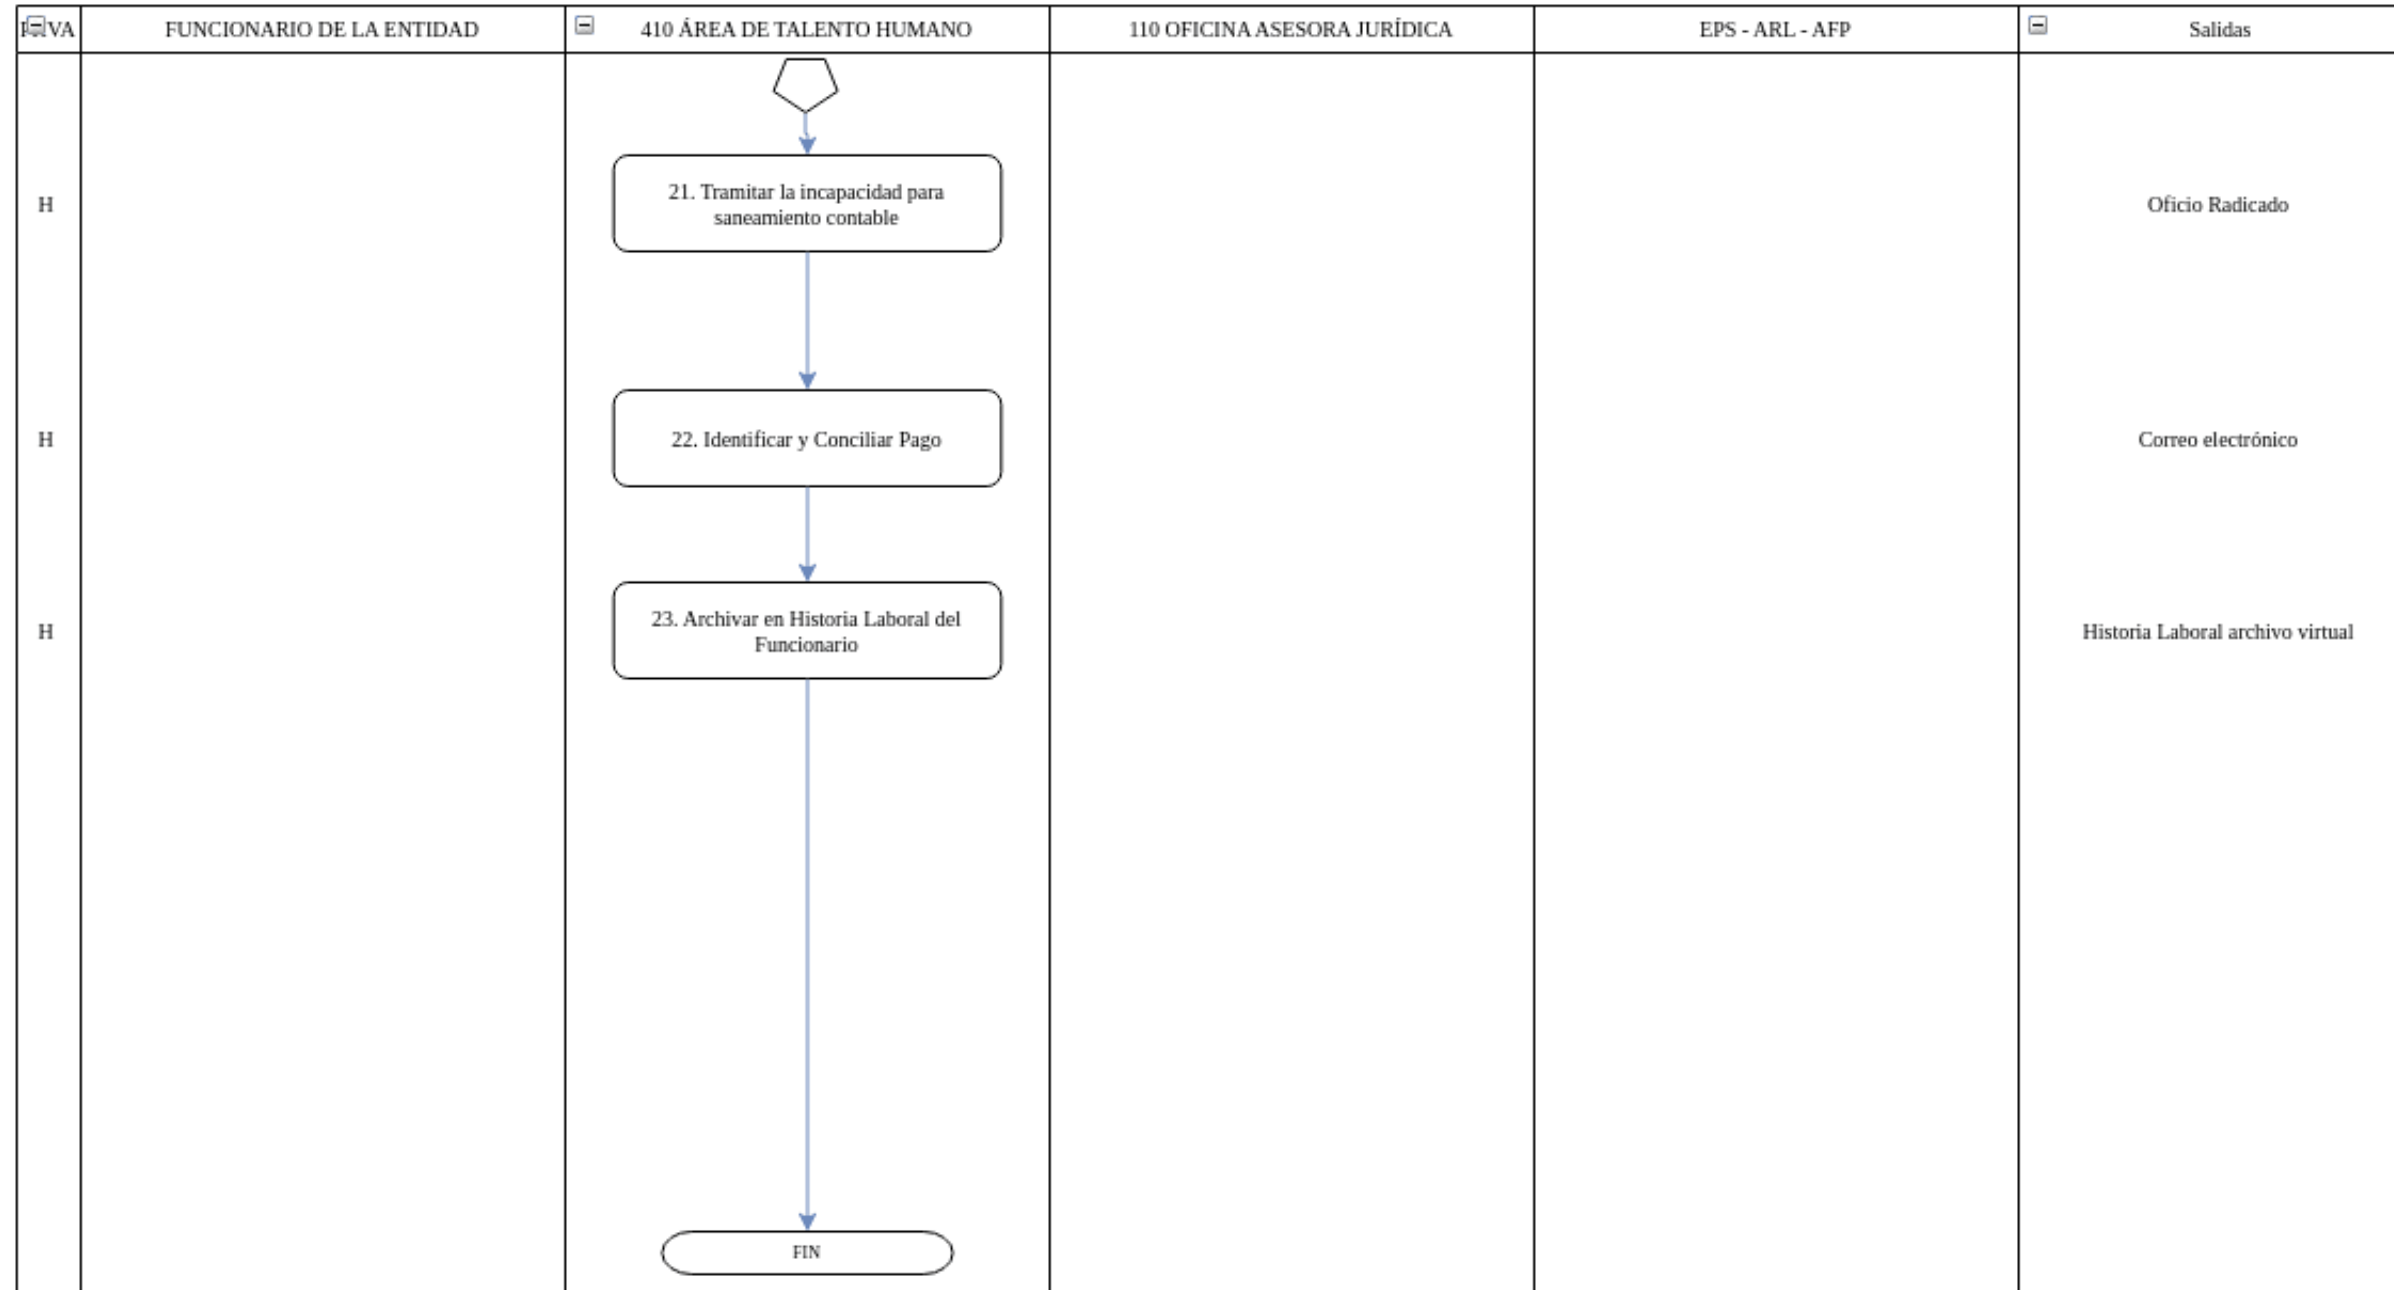 FUNCIONARIO DE LA ENTIDAD
410 ÁREA DE TALENTO HUMANO
110 OFICINA ASESORA JURÍDICA
EPS - ARL - AFP
Salidas
H
21. Tramitar la incapacidad para
saneamiento contable
Oficio Radicado
H
22. Identificar y Conciliar Pago
Correo electrónico
H
23. Archivar en Historia Laboral del
Funcionario
Historia Laboral archivo virtual
FIN